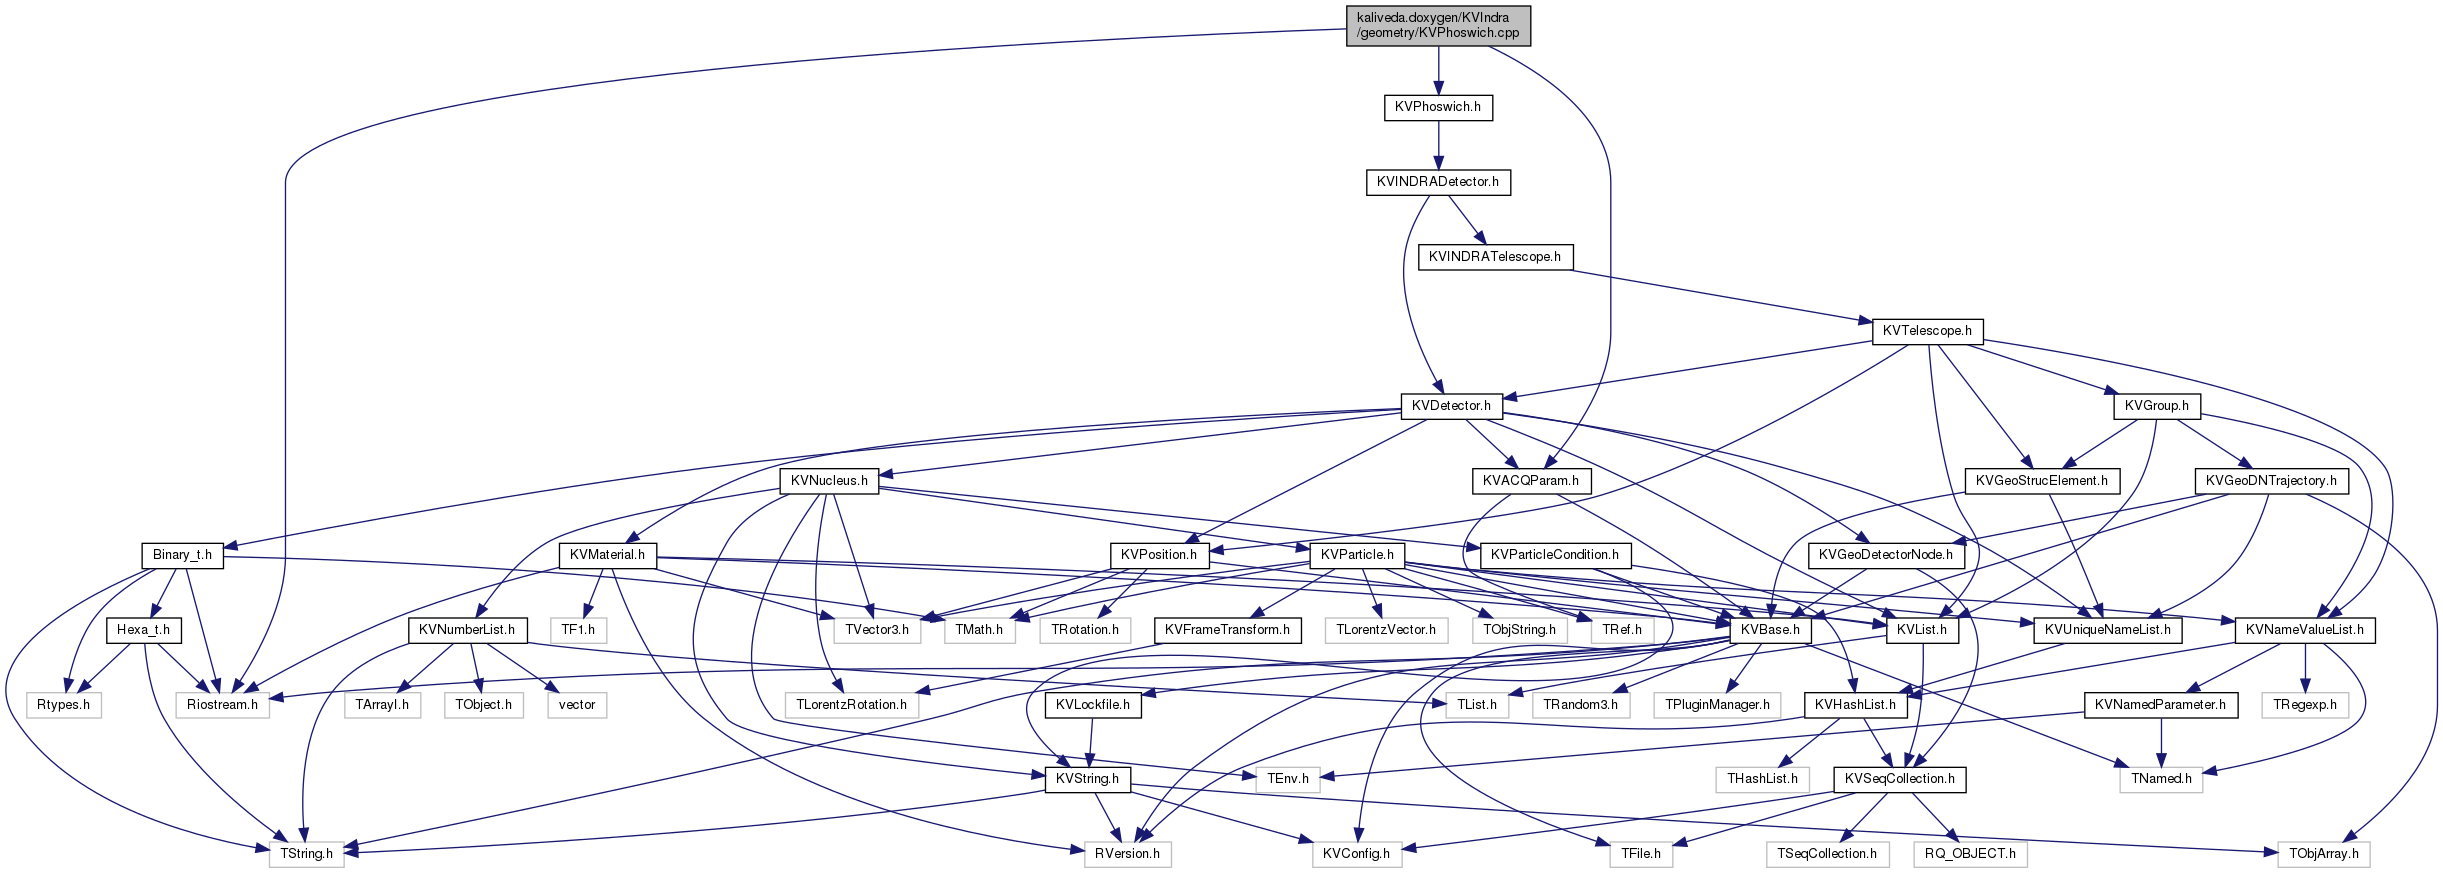 kaliveda.doxygen/KVIndra
/geometry/KVPhoswich.cpp
KVPhoswich.h
KVINDRADetector.h
KVINDRATelescope.h
KVTelescope.h
KVDetector.h
KVGroup.h
KVNucleus.h
KVACQParam.h
KVGeoStrucElement.h
KVGeoDNTrajectory.h
Binary_t.h
KVMaterial.h
KVPosition.h
KVParticle.h
KVParticleCondition.h
KVGeoDetectorNode.h
Hexa_t.h
KVNumberList.h
TF1.h
TVector3.h
TMath.h
TRotation.h
KVFrameTransform.h
TLorentzVector.h
TObjString.h
TRef.h
KVBase.h
KVList.h
KVUniqueNameList.h
KVNameValueList.h
Rtypes.h
Riostream.h
TArrayI.h
TObject.h
vector
TLorentzRotation.h
KVLockfile.h
TList.h
TRandom3.h
TPluginManager.h
KVHashList.h
KVNamedParameter.h
TRegexp.h
KVString.h
TEnv.h
THashList.h
KVSeqCollection.h
TNamed.h
TString.h
RVersion.h
KVConfig.h
TFile.h
TSeqCollection.h
RQ_OBJECT.h
TObjArray.h